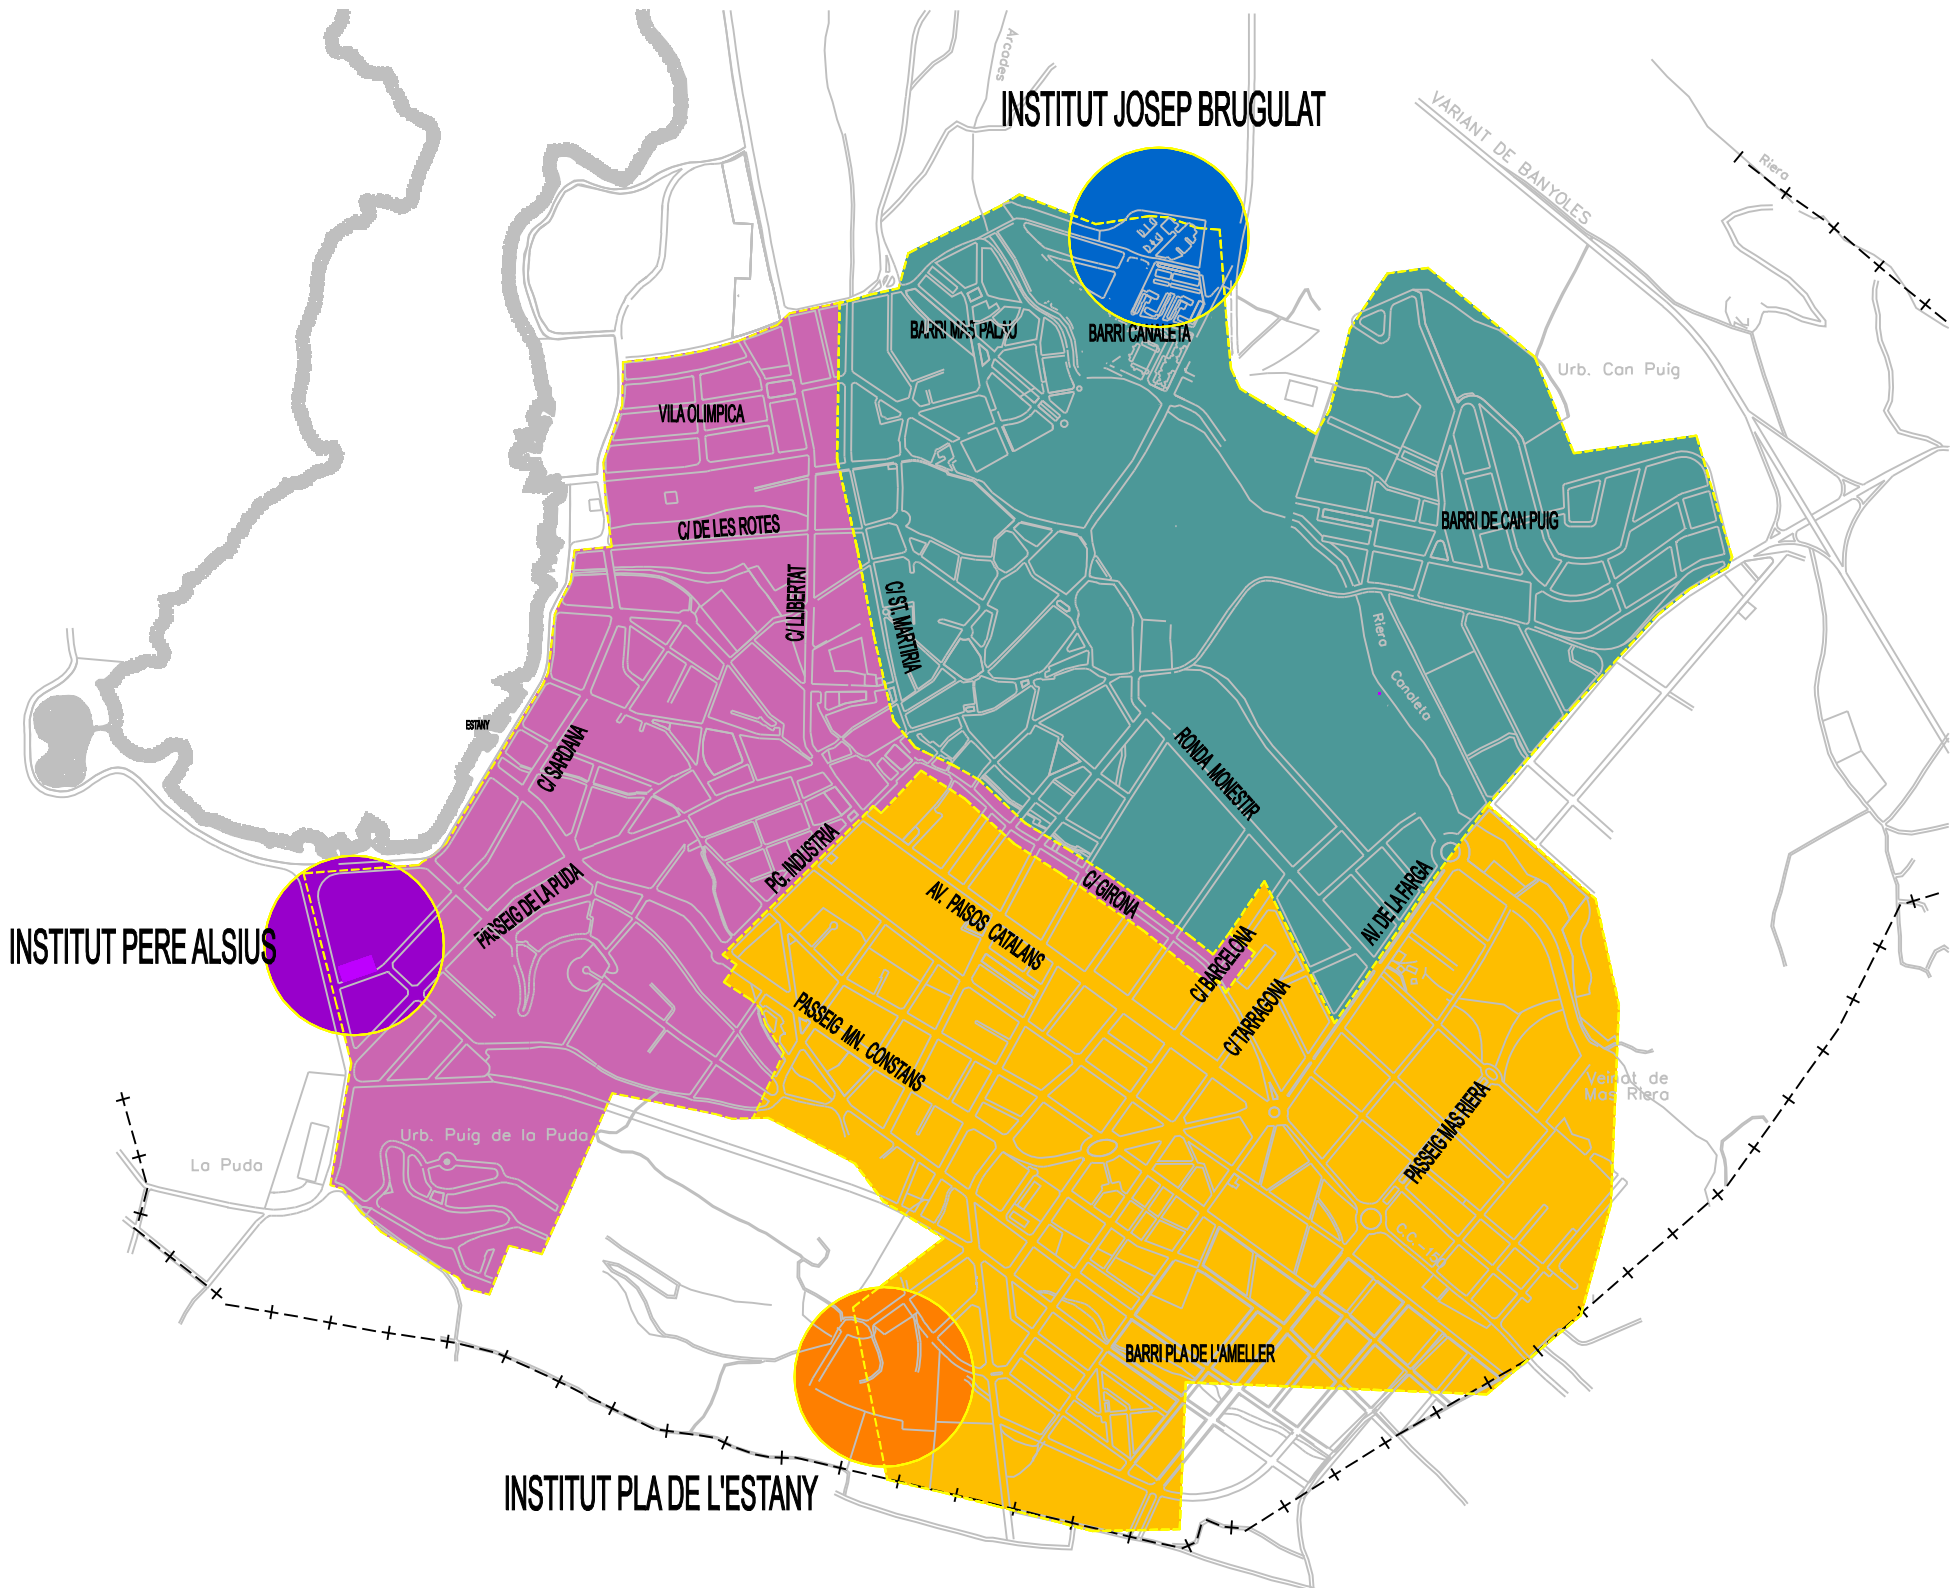 Arcades
INSTITUT JOSEP BRUGULAT
VARIANT DE BANYOLES
Riera
BARRI MAS PALAU
BARRI CANALETA
Urb. Can Puig
VILA OLIMPICA
C/ DE LES ROTES
BARRI DE CAN PUIG
C/ LLIBERTAT
C/ ST. MARTIRIA
Riera Canaleta
ESTANY
C/ SARDANA
RONDA MONESTIR
PG. INDUSTRIA
PASSEIG DE LA PUDA
AV. PAISOS CATALANS
C/ GIRONA
AV. DE LA FARGA
INSTITUT PERE ALSIUS
C/ BARCELONA
C/ TARRAGONA
PASSEIG MN. CONSTANS
Veinat de
Mas Riera
PASSEIG MAS RIERA
Urb. Puig de la Puda
La Puda
BARRI PLA DE L'AMELLER
INSTITUT PLA DE L'ESTANY